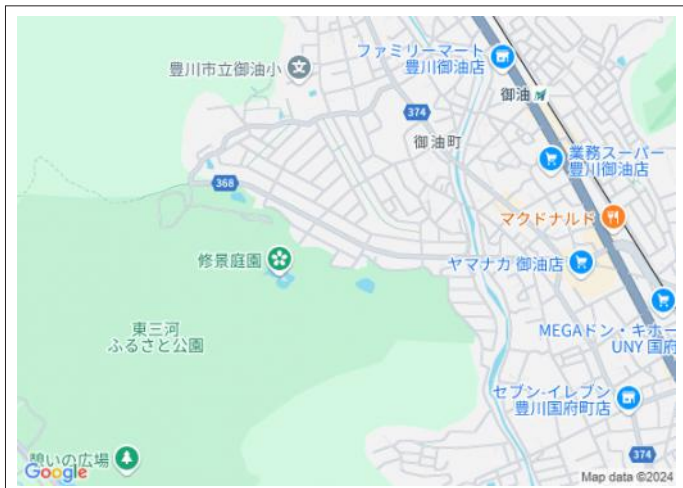 ファミリーマート
豊川御油店
豊川市立御油小
文
御油
374
御油町
業務スーパー
豊川御油店
368
マクドナルド
修景庭園
ヤマナカ 御油店
東三河
ふるさと公園
MEGAドン・キホー
UNY 国府
セブン-イレブン
豊川国府町店
374
憩いの広場
Google
Map data ©2024